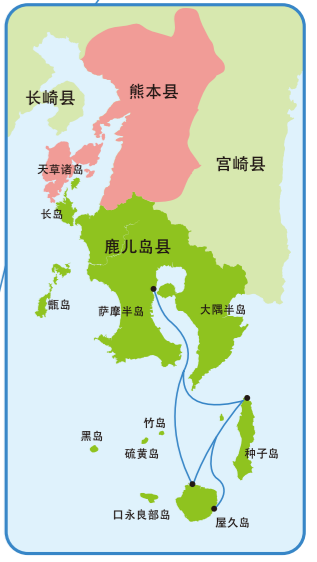 长崎县
熊本县
宫崎县
天草诸岛
长岛
鹿儿岛县
甑岛
萨摩半岛
大隅半岛
竹岛
黑岛
硫黄岛
种子岛
口永良部岛
屋久岛